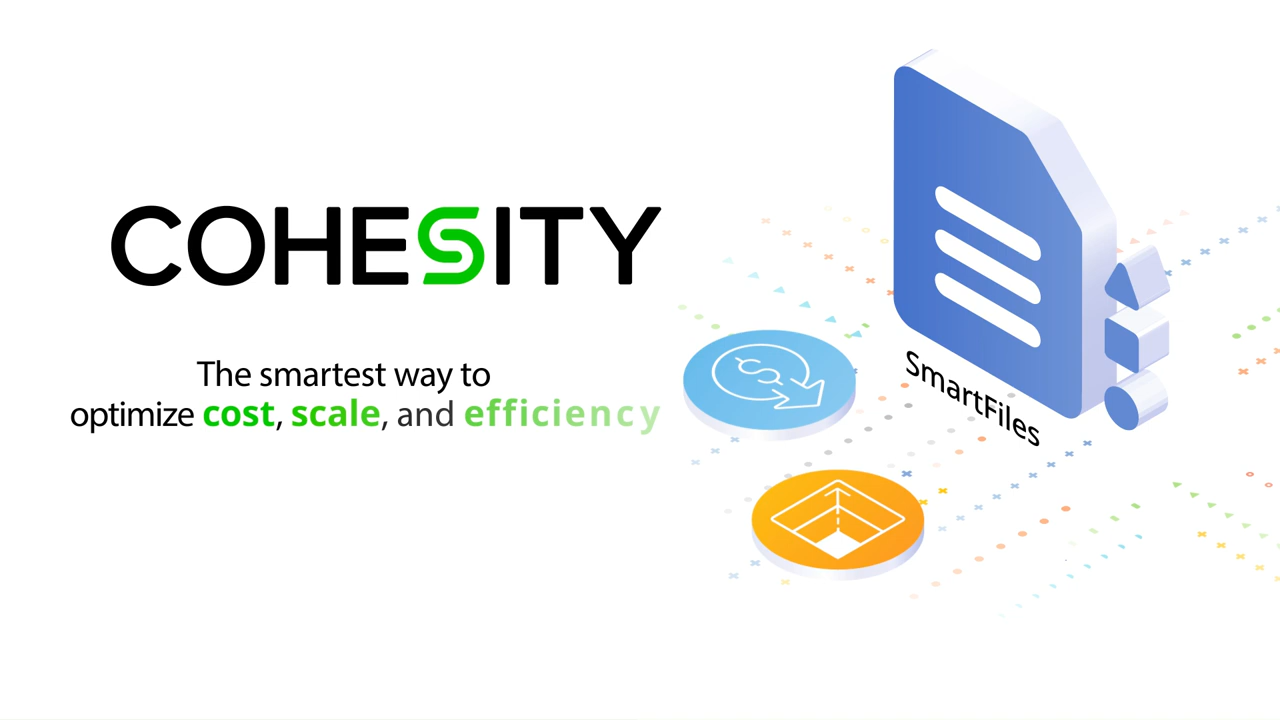 COHESITY
The smartest way to
optimize cost, scale, and efficiency
SmartFiles
$